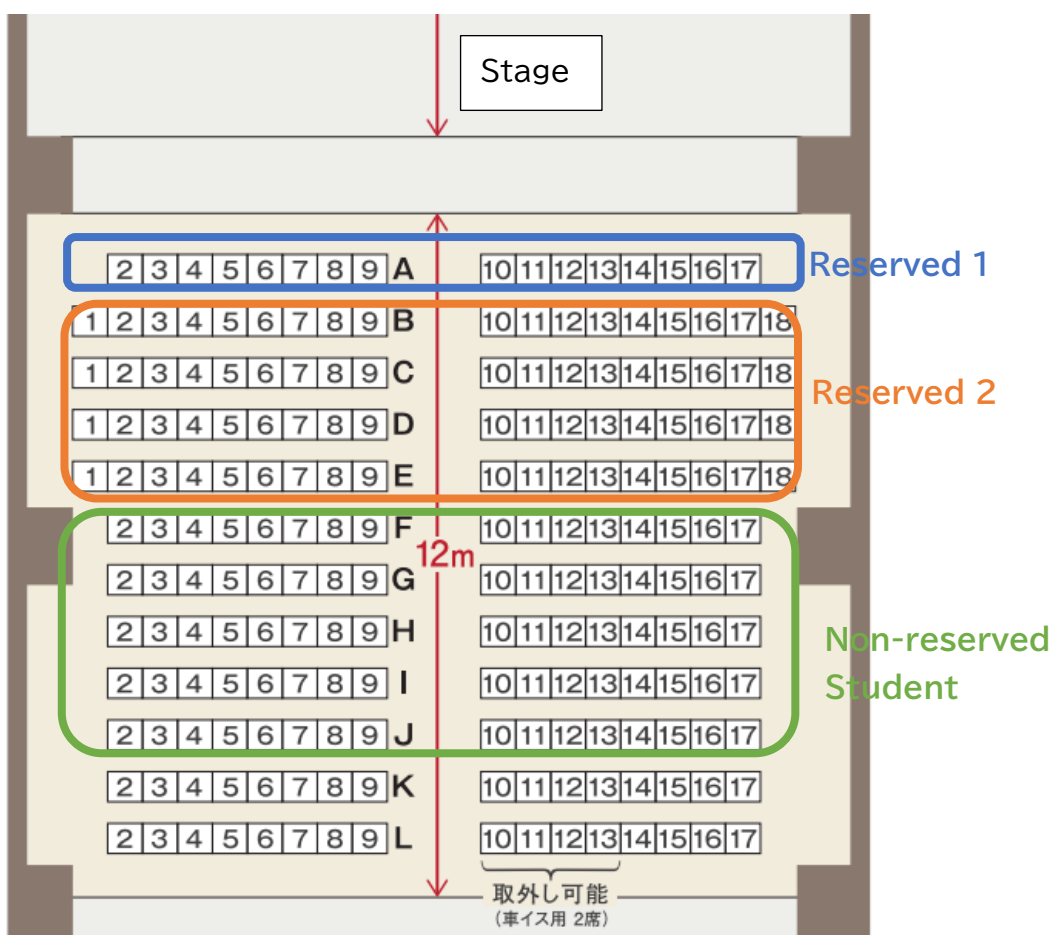 Stage
2 3 4 5 6 7 8 9 A 10 11 12 13 14 15 16 17 Reserved 1
1 2 3 4 5 6 7 8 9 B 10 11 12 13 14 15 16 17 18
1 2 3 4 5 6 7 8 9 C 10 11 12 13 14 15 16 17 18
Reserved 2
1 2 3 4 5 6 7 8 9 D 10 11 12 13 14 15 16 17 18
1 2 3 4 5 6 7 8 9 E 10 11 12 13 14 15 16 17 18
2 3 4 5 6 7 8 9 F 10 11 12 13 14 15 16 17
12m
2 3 4 5 6 7 8 9 G 10 11 12 13 14 15 16 17
2 3 4 5 6 7 8 9 H 10 11 12 13 14 15 16 17
Non-reserved
2 3 4 5 6 7 8 9 I 10 11 12 13 14 15 16 17
Student
2 3 4 5 6 7 8 9 J 10 11 12 13 14 15 16 17
2 3 4 5 6 7 8 9 K 10 11 12 13 14 15 16 17
2 3 4 5 6 7 8 9 L 10 11 12 13 14 15 16 17
取外し可能
(車イス用 2席)